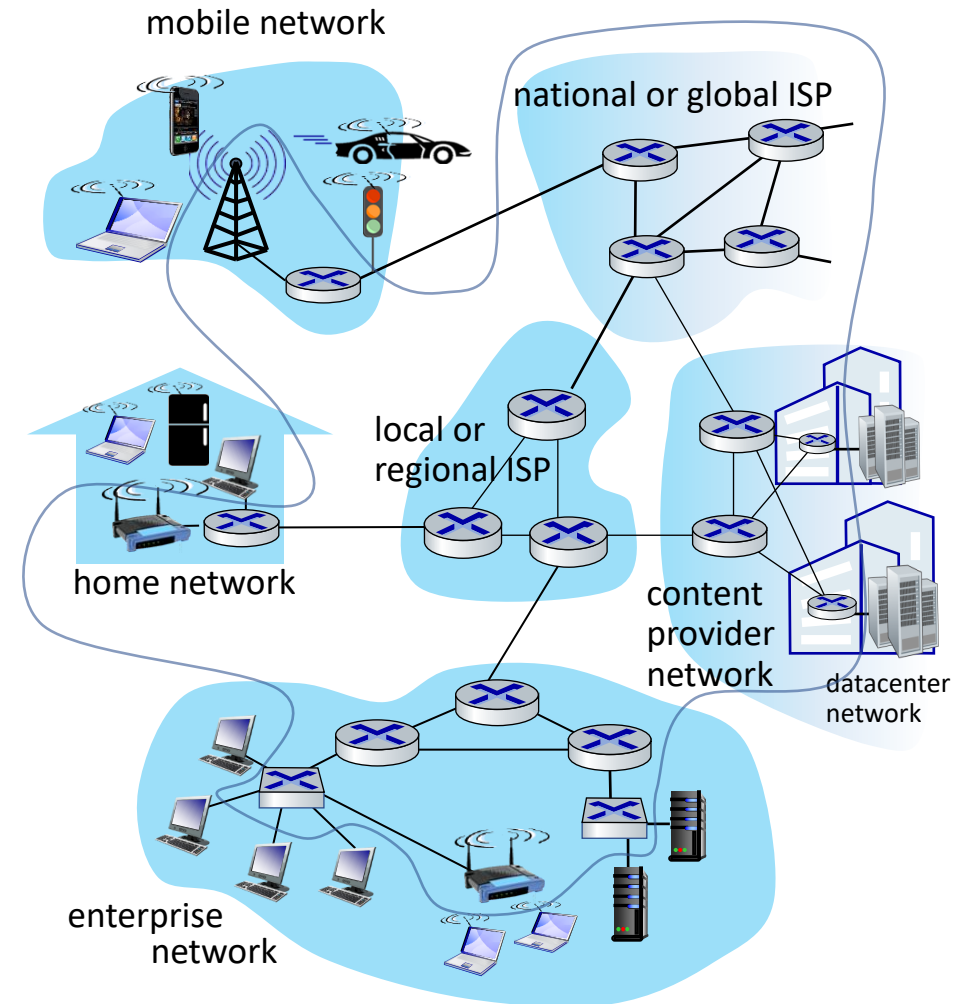 mobile network
national or global ISP
local or
regional ISP
home network
content
provider
network
datacenter
network
enterprise
network